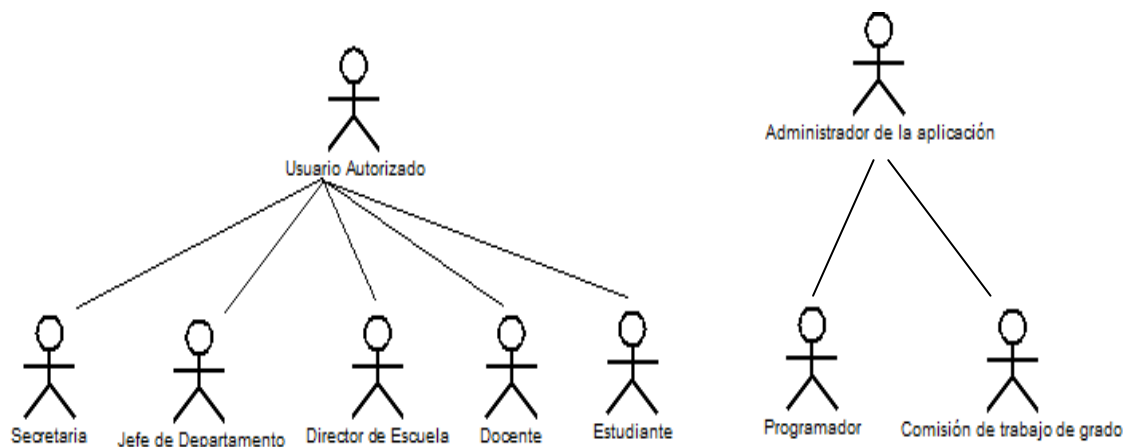 Usuario Autorizado
Administrador de la aplicación
Secretaria
Jefe de Departamento
Director de Escuela
Docente
Estudiante
Programador
Comisión de trabajo de grado